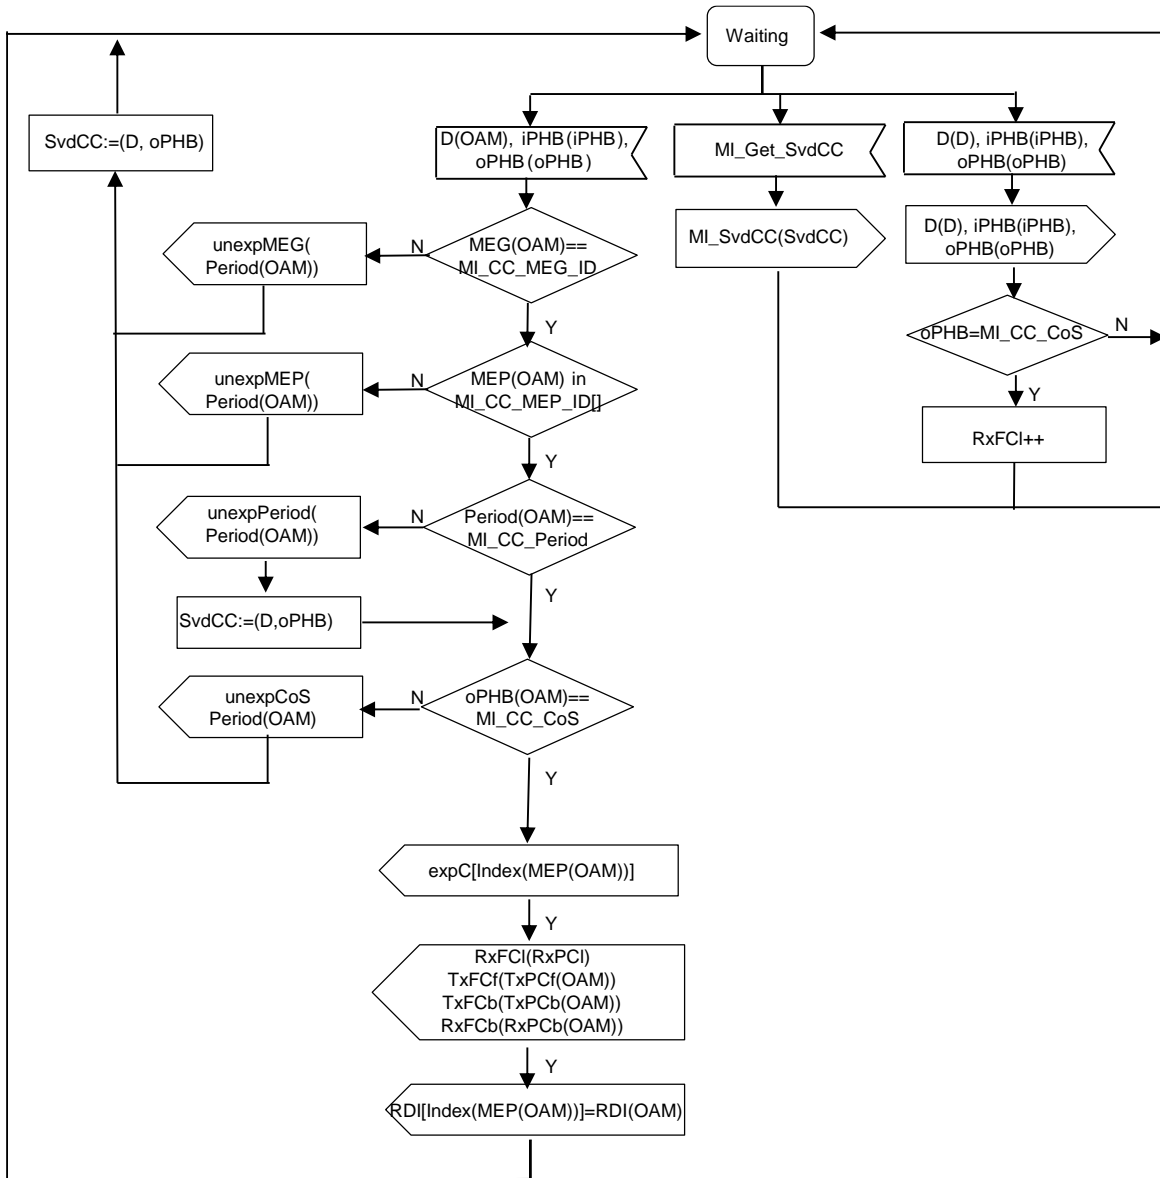 Waiting
SvdCC:=(D, oPHB)
D(OAM), iPHB(iPHB),
oPHB(oPHB)
MI_Get_SvdCC
D(D), iPHB(iPHB),
oPHB(oPHB)
unexpMEG(
Period(OAM))
N
MEG(OAM)==
MI_CC_MEG_ID
Y
MI_SvdCC(SvdCC)
D(D), iPHB(iPHB),
oPHB(oPHB)
oPHB=MI_CC_CoS
N
Y
RxFCl++
unexpMEP(
Period(OAM))
N
MEP(OAM) in
MI_CC_MEP_ID[]
Y
unexpPeriod(
Period(OAM))
N
Period(OAM)==
MI_CC_Period
Y
SvdCC:=(D,oPHB)
unexpCoS
Period(OAM)
N
oPHB(OAM)==
MI_CC_CoS
Y
expC[Index(MEP(OAM))]
Y
RxFCl(RxPCl)
TxFCf(TxPCf(OAM))
TxFCb(TxPCb(OAM))
RxFCb(RxPCb(OAM))
Y
RDI[Index(MEP(OAM))]=RDI(OAM)